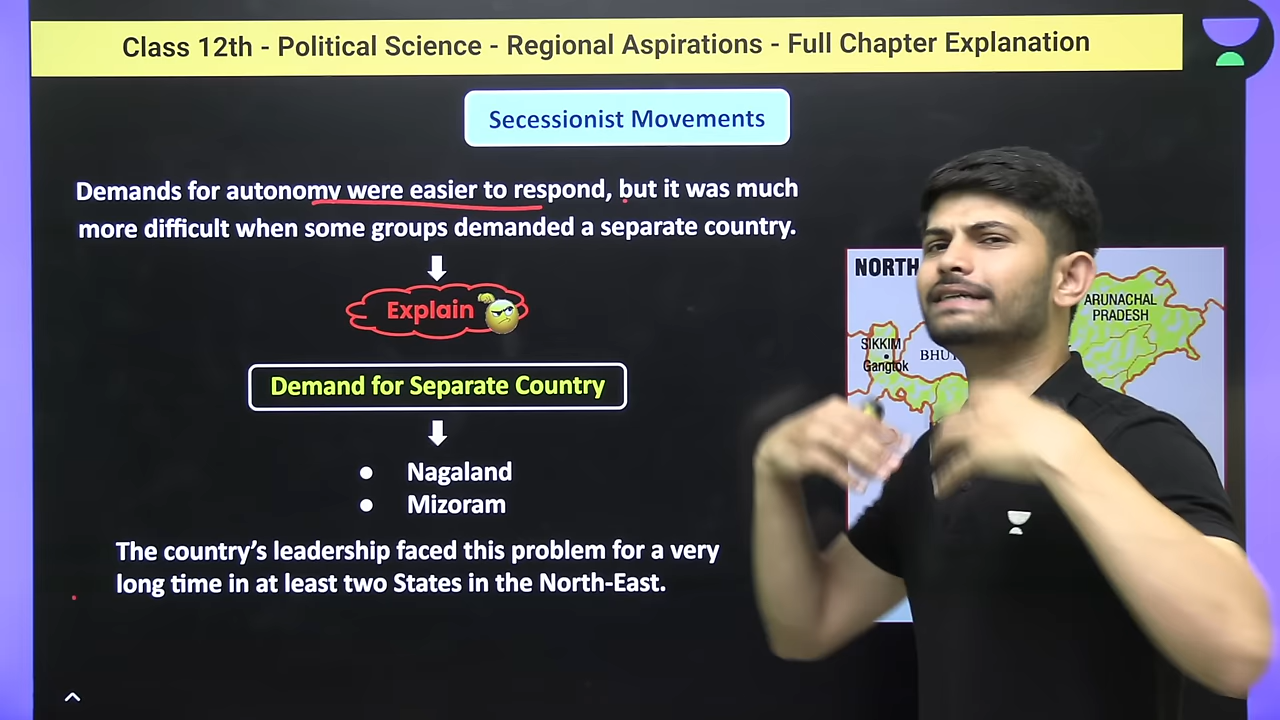 Class 12th - Political Science - Regional Aspirations - Full Chapter Explanation
Secessionist Movements
Demands for autonomy were easier to respond, but it was much
more difficult when some groups demanded a separate country.
Explain
Demand for Separate Country
● Nagaland
● Mizoram
The country's leadership faced this problem for a very
long time in at least two States in the North-East.
NORTH
ARUNACHAL
PRADESH
SIKKIM
Gangtok